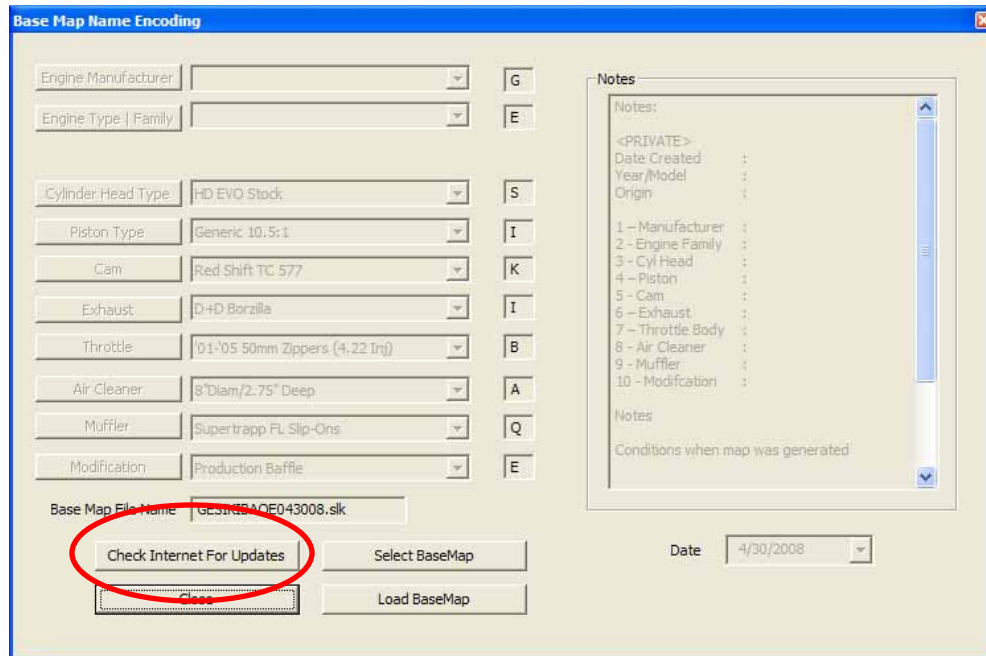 Base Map Name Encoding
Engine Manufacturer G
Engine Type | Family E
Cylinder Head Type HD EVO Stock S
Piston Type Generic 10.5:1 I
Cam Red Shift TC 577 K
Exhaust D+D Borzilla I
Throttle '01-'05 50mm Zippers (4.22 Inj) B
Air Cleaner 8"Diam/2.75" Deep A
Muffler Supertrapp FL Slip-Ons Q
Modification Production Baffle E
Base Map File Name GESIKIBAQE043008.slk
Check Internet For Updates Select BaseMap
Close Load BaseMap
Notes
Notes:
<PRIVATE>
Date Created :
Year/Model :
Origin :
1 – Manufacturer :
2 - Engine Family :
3 - Cyl Head :
4 – Piston :
5 - Cam :
6 – Exhaust :
7 – Throttle Body :
8 - Air Cleaner :
9 - Muffler :
10 - Modifcation :
Notes
Conditions when map was generated
Date 4/30/2008